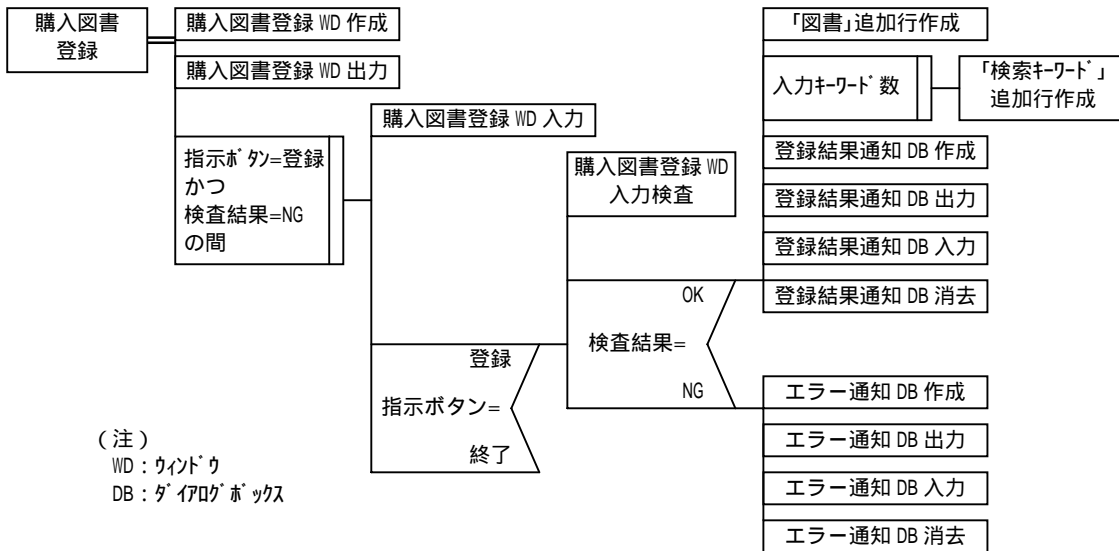 購入図書
登録
購入図書登録 WD 作成
購入図書登録 WD 出力
指示ﾎﾞﾀﾝ=登録
かつ
検査結果=NG
の間
購入図書登録 WD 入力
指示ボタン=
登録
終了
購入図書登録 WD
入力検査
検査結果=
OK
NG
「図書」追加行作成
入力ｷｰﾜｰﾄﾞ数
「検索ｷｰﾜｰﾄﾞ」
追加行作成
登録結果通知 DB 作成
登録結果通知 DB 出力
登録結果通知 DB 入力
登録結果通知 DB 消去
エラー通知 DB 作成
エラー通知 DB 出力
エラー通知 DB 入力
エラー通知 DB 消去
(注)
WD：ｳｨﾝﾄﾞｳ
DB：ﾀﾞｲｱﾛｸﾞﾎﾞｯｸｽ